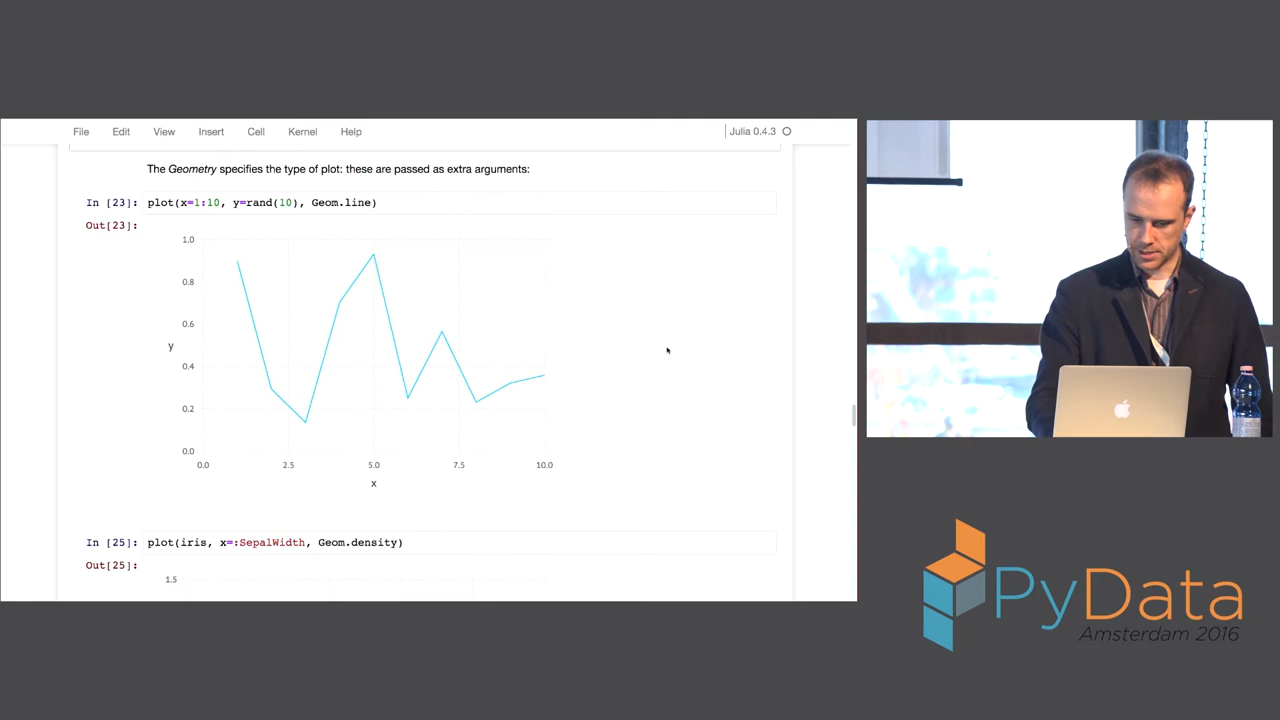 File Edit View Insert Cell Kernel Help Julia 0.4.3
The Geometry specifies the type of plot: these are passed as extra arguments:
In [23]: plot(x=1:10, y=rand(10), Geom.line)
Out[23]:
1.0
0.8
0.6
y
0.4
0.2
0.0
0.0 2.5 5.0 7.5 10.0
x
In [25]: plot(iris, x=:SepalWidth, Geom.density)
Out[25]:
1.5
PyData
Amsterdam 2016